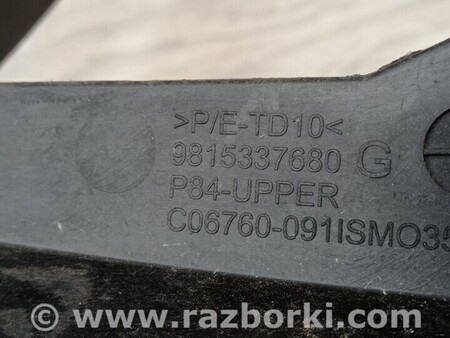 >P/E-TD10<
9815337680 G
P84-UPPER
C06760-091ISMO35
© www.razborki.com